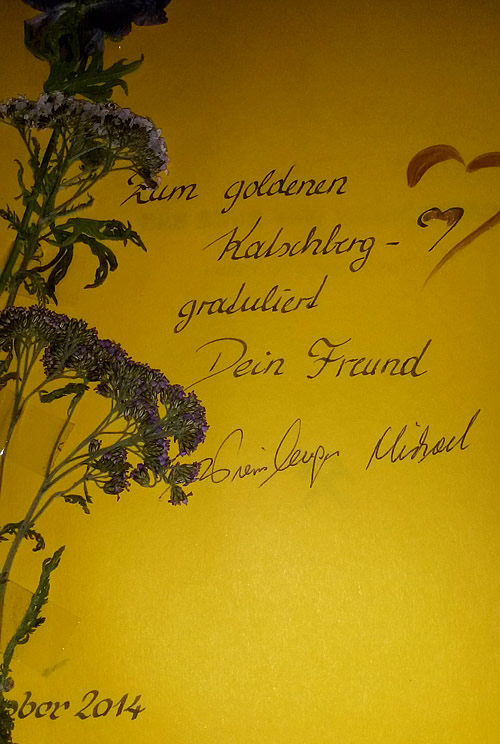 Zum goldenen
Katschberg-
gratuliert
Dein Freund
Michael
ober 2014